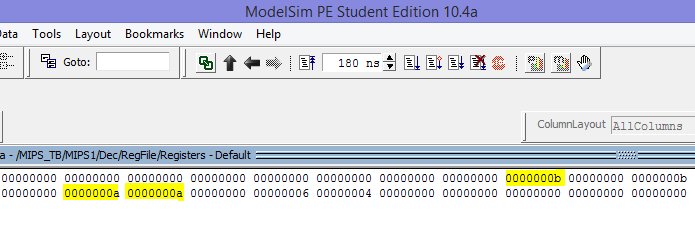 ModelSim PE Student Edition 10.4a
ata Tools Layout Bookmarks Window Help
Goto: 180 ns
ColumnLayout AllColumns
a - /MIPS_TB/MIPS1/Dec/RegFile/Registers - Default
00000000 00000000 00000000 00000000 00000000 00000000 00000000 00000000 0000000b 00000000 0000000b
00000000 0000000a 0000000a 00000000 00000006 00000004 00000000 00000000 00000000 00000000 00000000